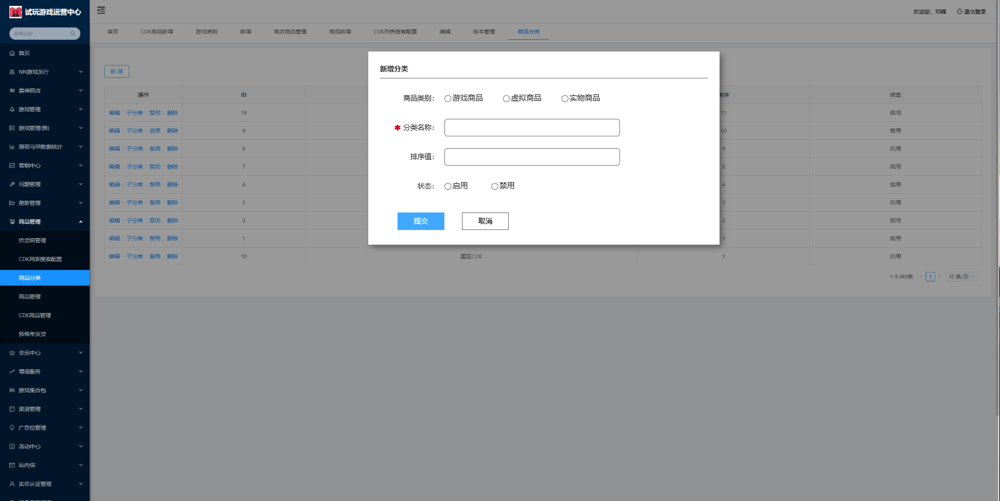 试玩游戏运营中心
菜单名称
首页
NN游戏发行
雷神商店
游戏管理
游戏管理(新)
薄荷马甲数据统计
营销中心
问题管理
更新管理
商品管理
供货商管理
CDK列表搜索配置
商品分类
商品管理
CDK商品管理
预售单发货
会员中心
增值服务
游戏集合包
渠道管理
广告位管理
活动中心
站内信
实名认证管理
欢迎您，邓辉 退出登录
首页 CDK商品新增 游戏类别 新增 商店商品管理 商品新增 CDK列表搜索配置 编辑 版本管理 商品分类
新 增
操作 ID 排序 状态
编辑 子分类 禁用 删除 19 11 启用
编辑 子分类 启用 删除 9 10 禁用
编辑 子分类 禁用 删除 8 9 启用
编辑 子分类 禁用 删除 7 8 启用
编辑 子分类 禁用 删除 6 4 启用
编辑 子分类 禁用 删除 5 3 启用
编辑 子分类 禁用 删除 2 2 启用
编辑 子分类 禁用 删除 1 1 启用
编辑 子分类 禁用 删除 10 国区CDK 1 启用
1-9 共9条 1 10 条/页
新增分类
商品类别： 游戏商品 虚拟商品 实物商品
✱ 分类名称：
排序值：
状态： 启用 禁用
提交 取消